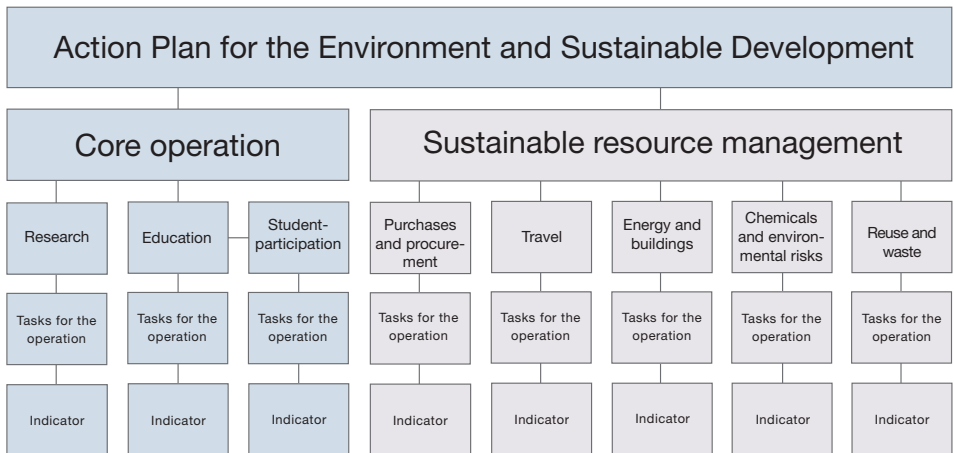 Action Plan for the Environment and Sustainable Development
Core operation
Sustainable resource management
Research
Education
Student-
participation
Purchases
and procure-
ment
Travel
Energy and
buildings
Chemicals
and environ-
mental risks
Reuse and
waste
Tasks for the
operation
Tasks for the
operation
Tasks for the
operation
Tasks for the
operation
Tasks for the
operation
Tasks for the
operation
Tasks for the
operation
Tasks for the
operation
Indicator
Indicator
Indicator
Indicator
Indicator
Indicator
Indicator
Indicator